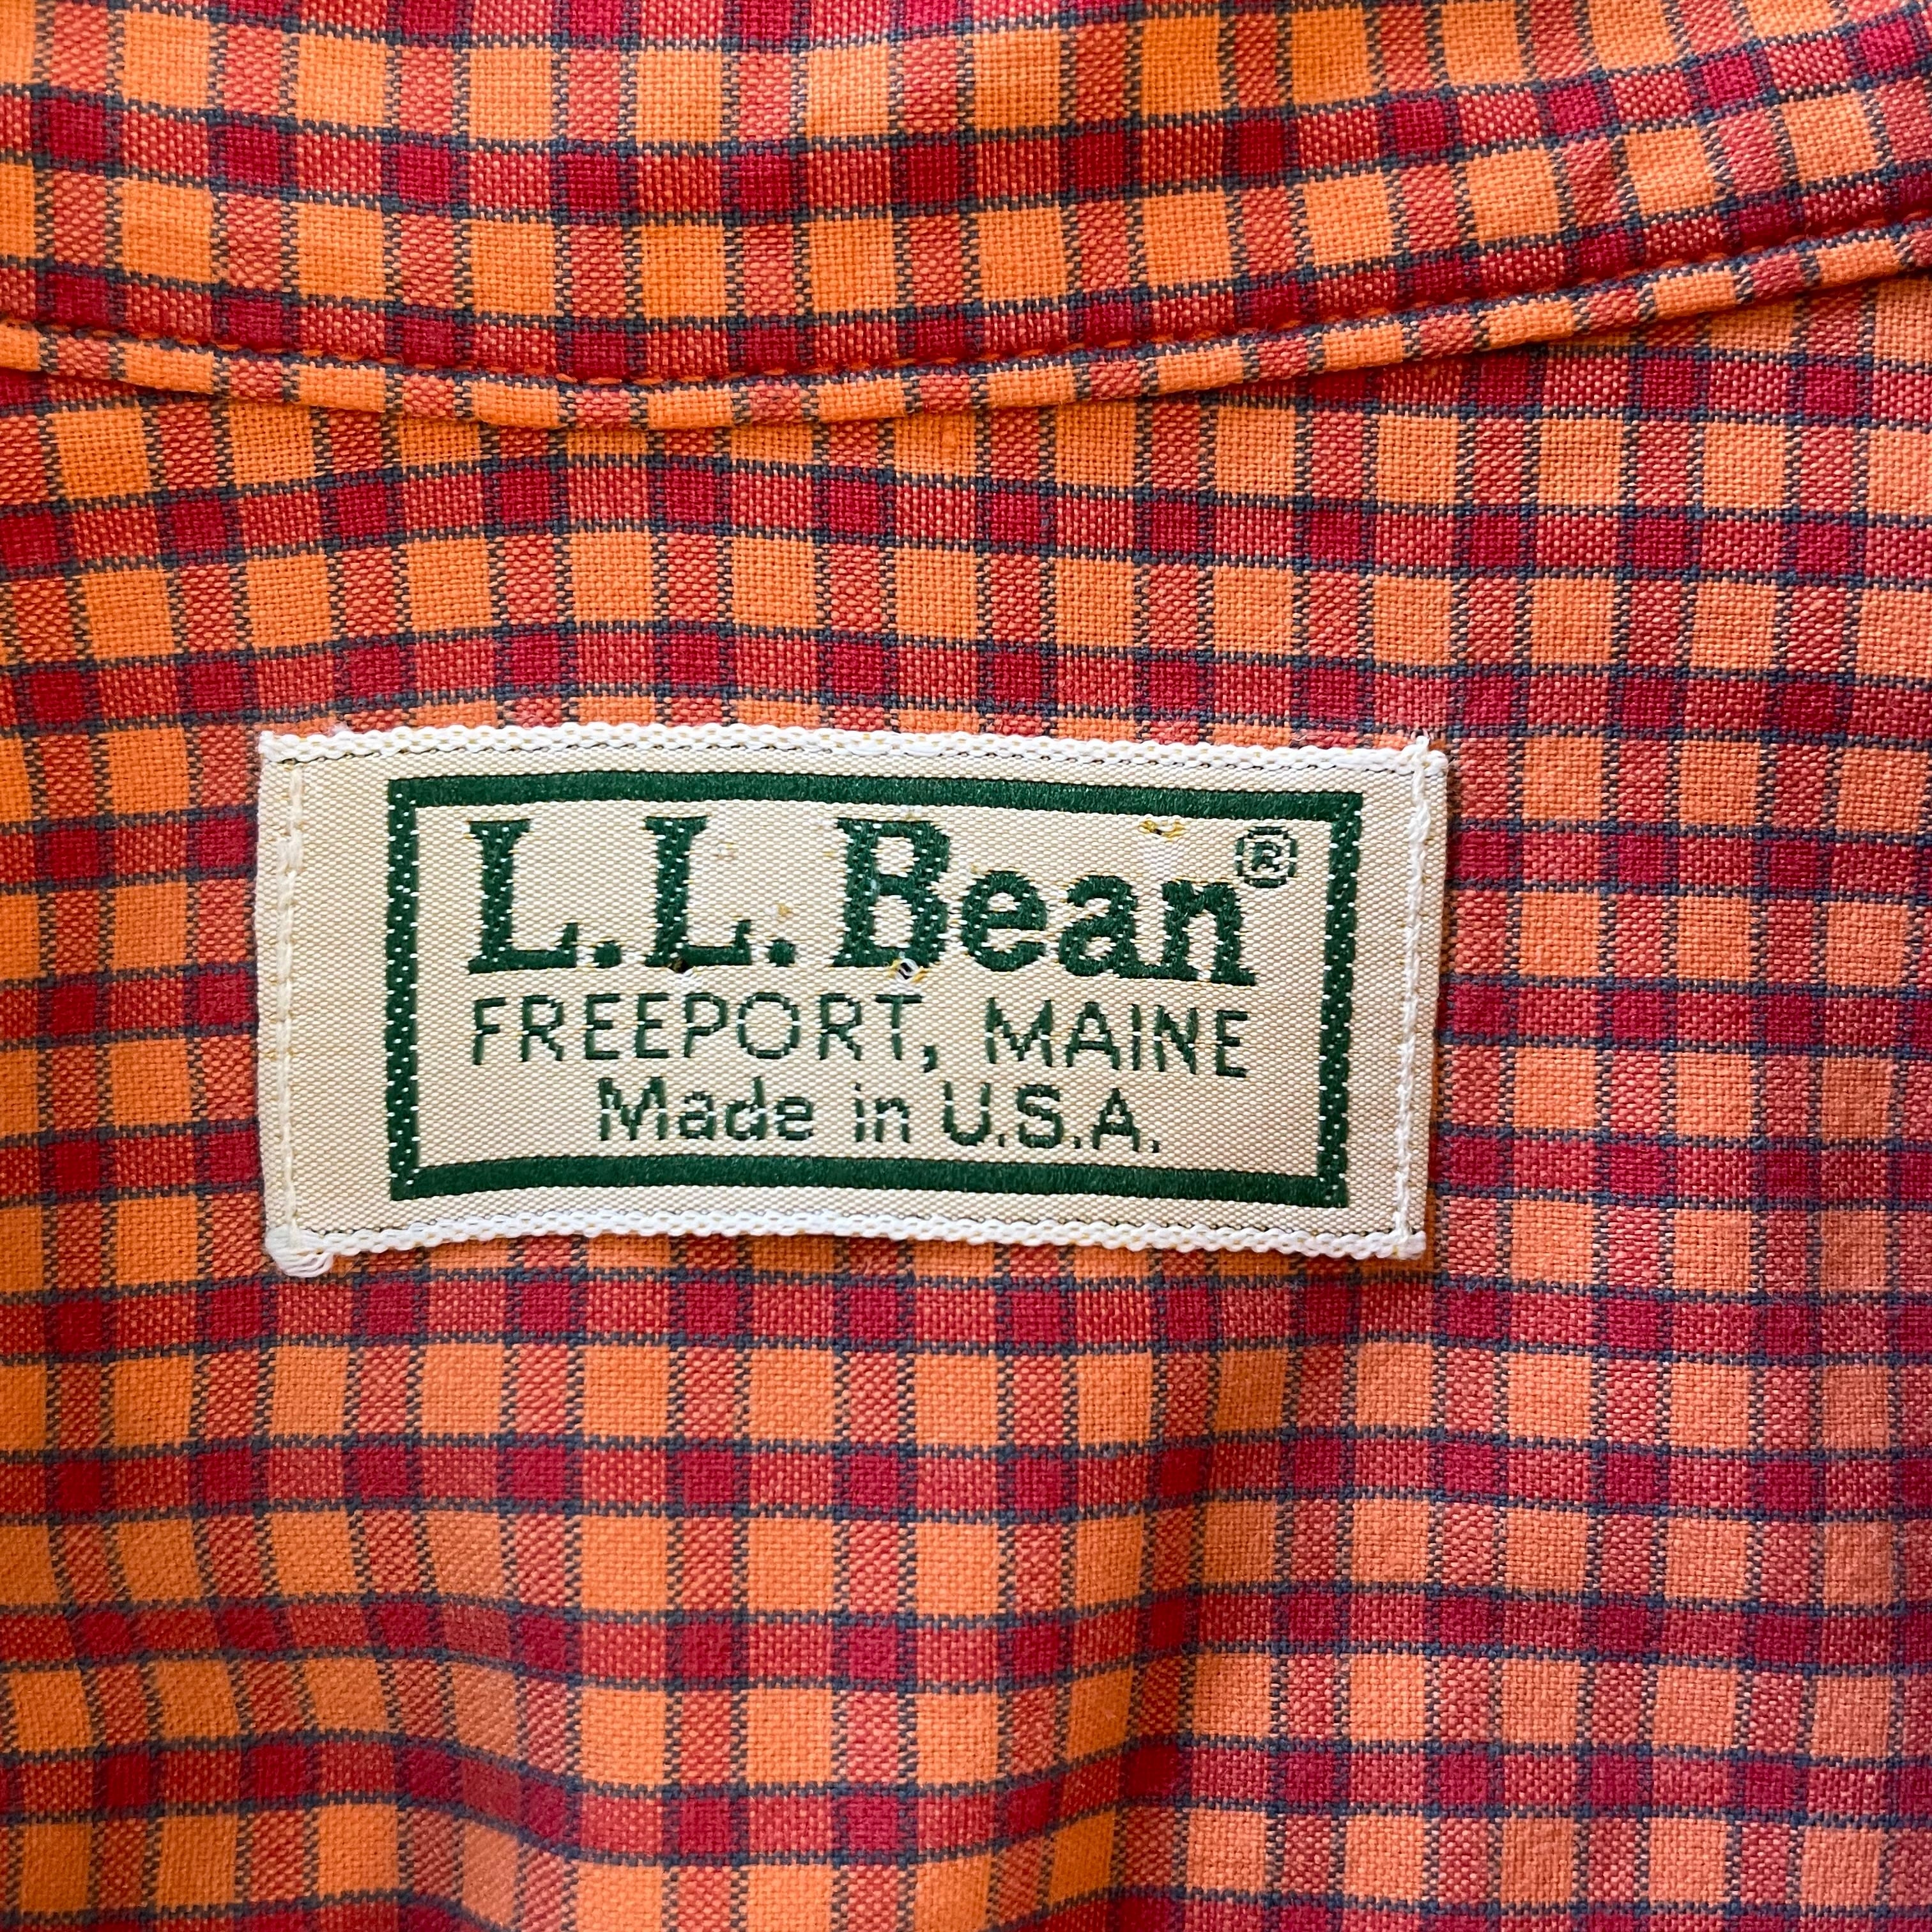 L.L.Bean®
FREEPORT, MAINE
Made in U.S.A.